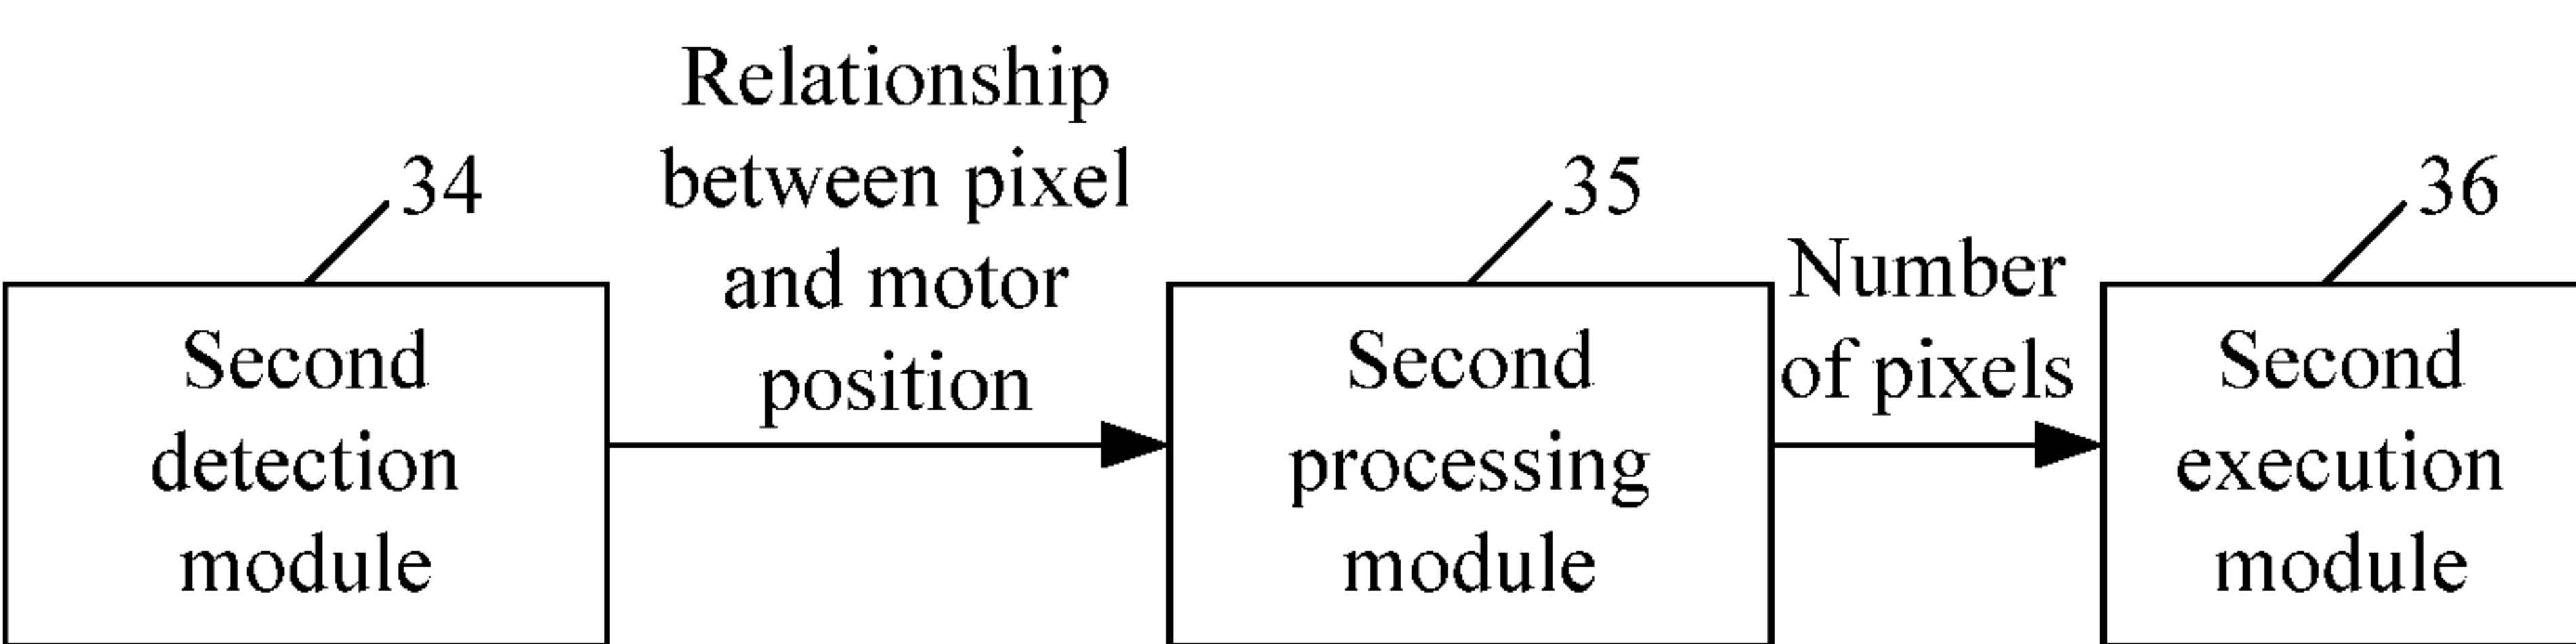 34
Second
detection
module
Relationship
between pixel
and motor
position
35
Second
processing
module
Number
of pixels
36
Second
execution
module